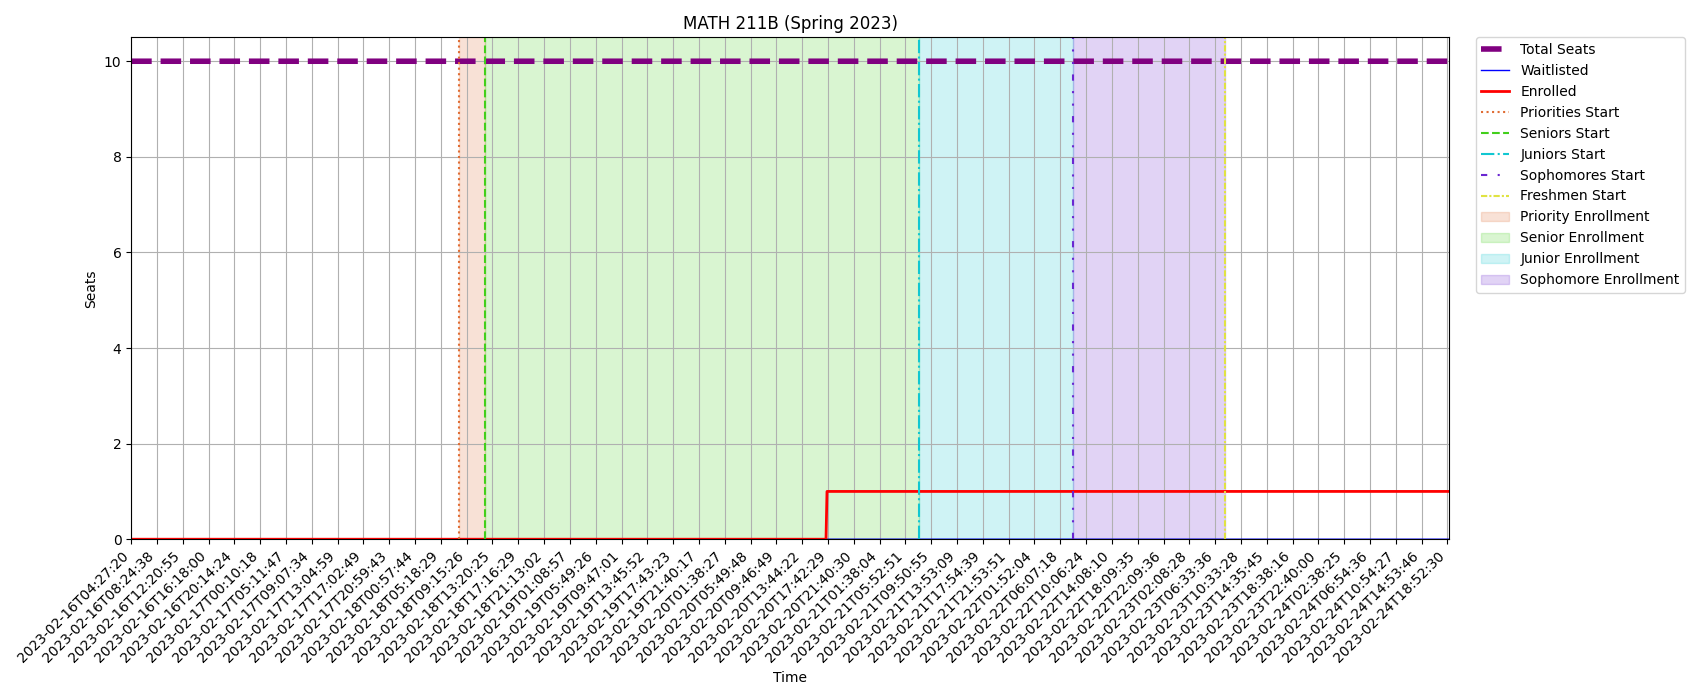 MATH 211B (Spring 2023)
10
8
6
4
2
0
Seats
2023-02-16T04:27:20
2023-02-16T08:24:38
2023-02-16T12:20:55
2023-02-16T16:18:00
2023-02-16T20:14:24
2023-02-17T00:10:18
2023-02-17T05:11:47
2023-02-17T09:07:34
2023-02-17T13:04:59
2023-02-17T17:02:49
2023-02-17T20:59:43
2023-02-18T00:57:44
2023-02-18T05:18:29
2023-02-18T09:15:26
2023-02-18T13:20:25
2023-02-18T17:16:29
2023-02-18T21:13:02
2023-02-19T01:08:57
2023-02-19T05:49:26
2023-02-19T09:47:01
2023-02-19T13:45:52
2023-02-19T17:43:23
2023-02-19T21:40:17
2023-02-20T01:38:27
2023-02-20T05:49:48
2023-02-20T09:46:49
2023-02-20T13:44:22
2023-02-20T17:42:29
2023-02-20T21:40:30
2023-02-21T01:38:04
2023-02-21T05:52:51
2023-02-21T09:50:55
2023-02-21T13:53:09
2023-02-21T17:54:39
2023-02-21T21:53:51
2023-02-22T01:52:04
2023-02-22T06:07:18
2023-02-22T10:06:24
2023-02-22T14:08:10
2023-02-22T18:09:35
2023-02-22T22:09:36
2023-02-23T02:08:28
2023-02-23T06:33:36
2023-02-23T10:33:28
2023-02-23T14:35:45
2023-02-23T18:38:16
2023-02-23T22:40:00
2023-02-24T02:38:25
2023-02-24T06:54:36
2023-02-24T10:54:27
2023-02-24T14:53:46
2023-02-24T18:52:30
Time
Total Seats
Waitlisted
Enrolled
Priorities Start
Seniors Start
Juniors Start
Sophomores Start
Freshmen Start
Priority Enrollment
Senior Enrollment
Junior Enrollment
Sophomore Enrollment